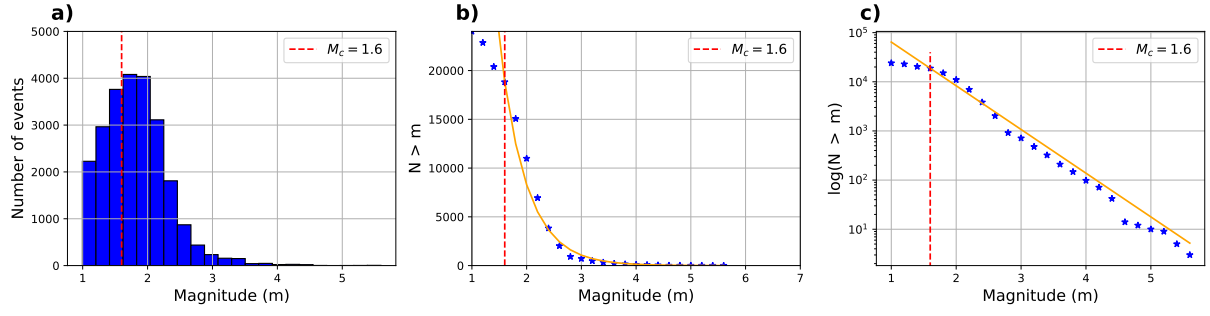 a)
5000
4000
3000
2000
1000
0
Number of events
1
2
3
4
5
Magnitude (m)
M_c = 1.6
b)
20000
15000
10000
5000
0
N > m
1
2
3
4
5
6
7
Magnitude (m)
M_c = 1.6
c)
10^5
10^4
10^3
10^2
10^1
log(N > m)
1
2
3
4
5
Magnitude (m)
M_c = 1.6